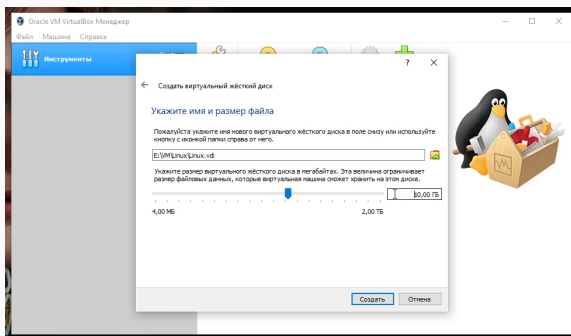 Oracle VM VirtualBox Менеджер
Файл Машина Справка
Инструменты
?
Создать виртуальный жёсткий диск
Укажите имя и размер файла
Пожалуйста укажите имя нового виртуального жёсткого диска в поле снизу или используйте
кнопку с иконкой папки справа от него.
E:\VM\Linux\Linux.vdi
Укажите размер виртуального жёсткого диска в мегабайтах. Эта величина ограничивает
размер файловых данных, которые виртуальная машина сможет хранить на этом диске.
10,00 ГБ
4,00 МБ 2,00 ТБ
Создать Отмена